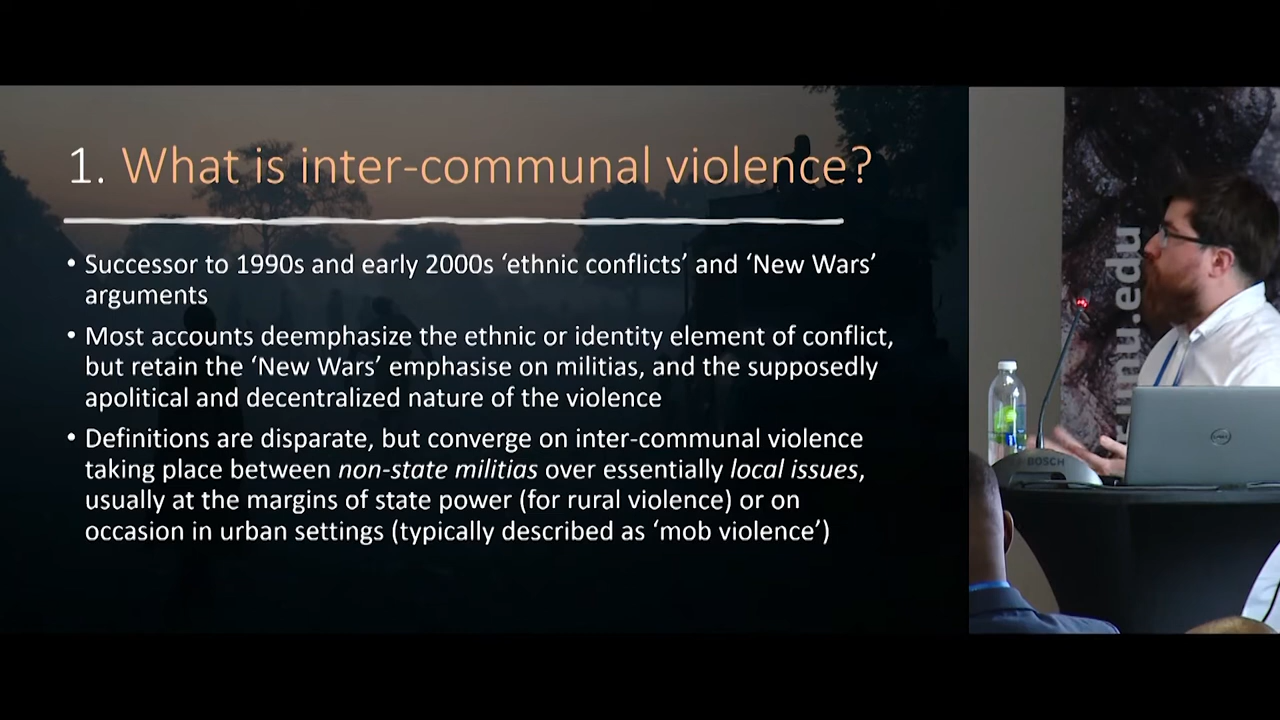 1. What is inter-communal violence?
• Successor to 1990s and early 2000s ‘ethnic conflicts’ and ‘New Wars’
arguments
• Most accounts deemphasize the ethnic or identity element of conflict,
but retain the ‘New Wars’ emphasise on militias, and the supposedly
apolitical and decentralized nature of the violence
• Definitions are disparate, but converge on inter-communal violence
taking place between non-state militias over essentially local issues,
usually at the margins of state power (for rural violence) or on
occasion in urban settings (typically described as ‘mob violence’)
BOSCH
DELL